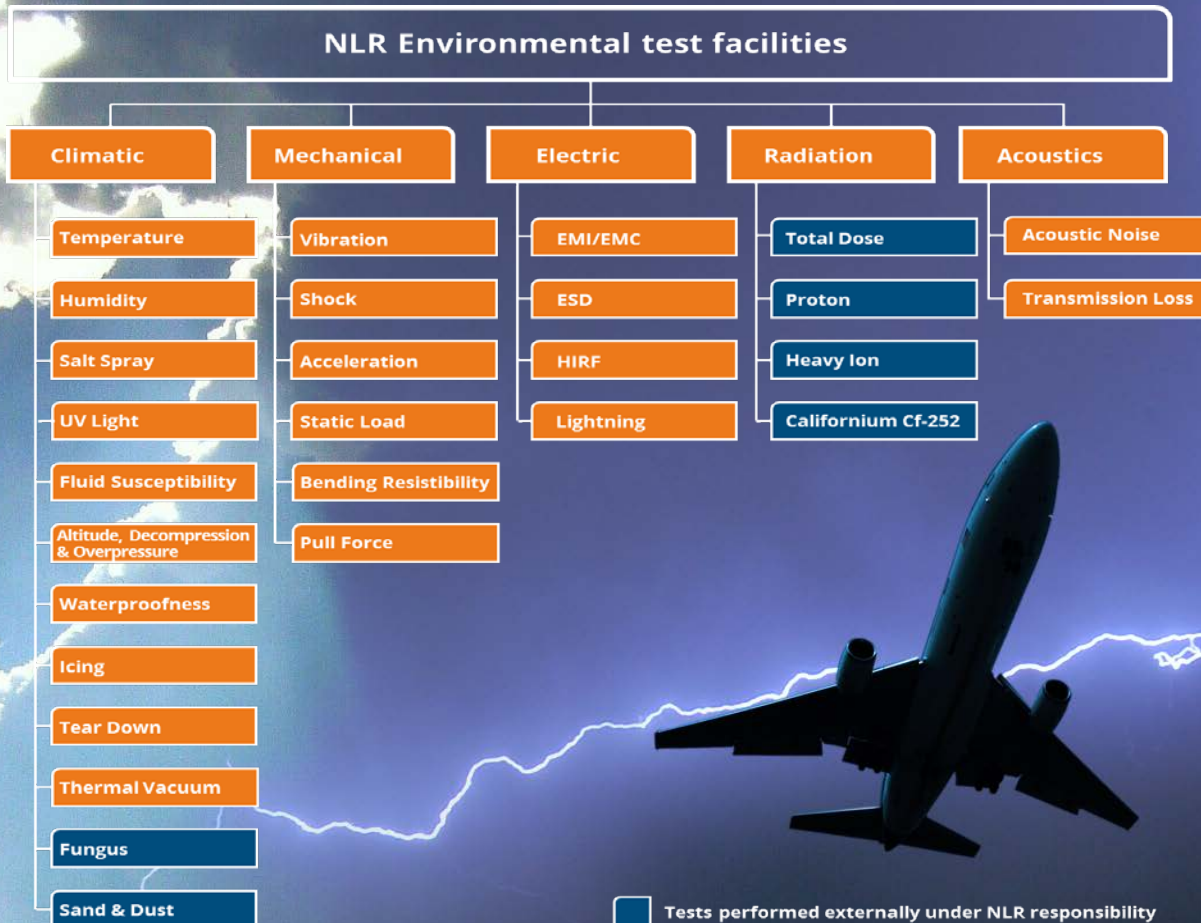 NLR Environmental test facilities
Climatic
Temperature
Humidity
Salt Spray
UV Light
Fluid Susceptibility
Altitude, Decompression
& Overpressure
Waterproofness
Icing
Tear Down
Thermal Vacuum
Fungus
Sand & Dust
Mechanical
Vibration
Shock
Acceleration
Static Load
Bending Resistibility
Pull Force
Electric
EMI/EMC
ESD
HIRF
Lightning
Radiation
Total Dose
Proton
Heavy Ion
Californium Cf-252
Acoustics
Acoustic Noise
Transmission Loss
Tests performed externally under NLR responsibility